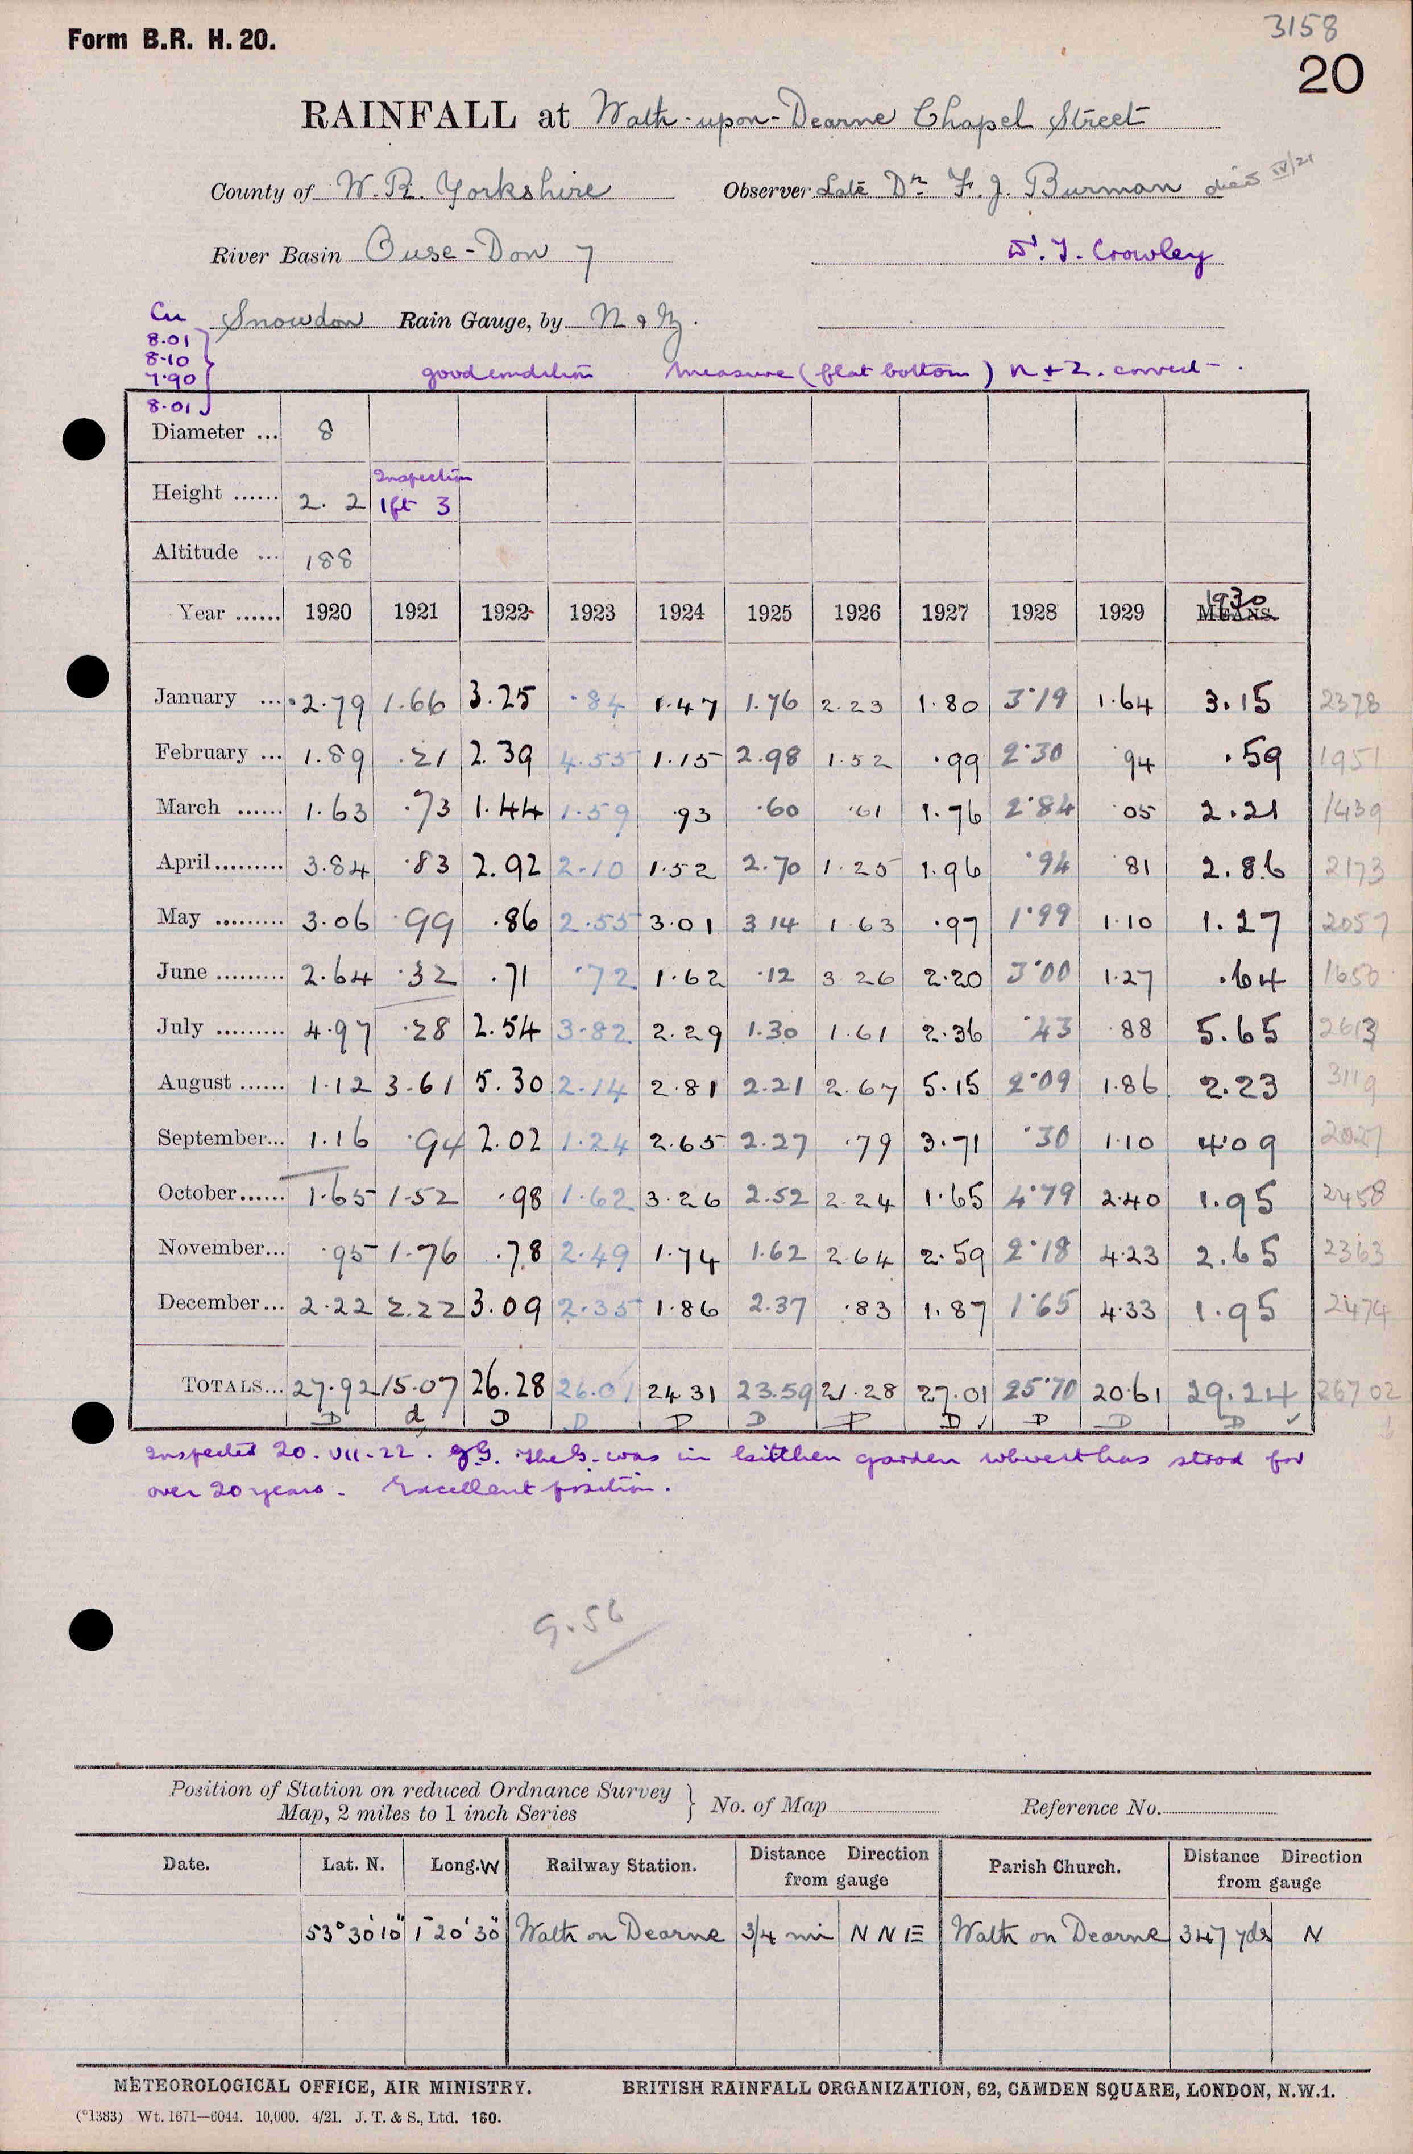 3158
Form B.R. H. 20.
20
RAINFALL at Wath-upon-Dearne Chapel Street
County of W.R. Yorkshire Observer Late Dr F. J. Burman died IV/21
River Basin Ouse-Don 7 W. T. Crowley
Cu
Snowdon Rain Gauge, by N & Z.
8.01
8.10
7.90
8.01
good condition measure (flat bottom) N & Z. correct.
Diameter ... 8
Height ...... 2. 2 Inspection 1ft 3
Altitude ... 188
Year ...... 1920 1921 1922 1923 1924 1925 1926 1927 1928 1929 1930 MEANS.
January ... 2.79 1.66 3.25 .84 1.47 1.76 2.23 1.80 3.19 1.64 3.15 2378
February ... 1.89 .21 2.39 4.55 1.15 2.98 1.52 .99 2.30 .94 .59 1951
March ...... 1.63 .73 1.44 1.59 .93 .60 .61 1.76 2.84 .05 2.21 1439
April......... 3.84 .83 2.92 2.10 1.52 2.70 1.25 1.96 .94 .81 2.86 2173
May ......... 3.06 .99 .86 2.55 3.01 3 14 1 63 .97 1.99 1.10 1.27 2057
June ......... 2.64 .32 .71 .72 1.62 .12 3 26 2.20 3.00 1.27 .64 1650
July ......... 4.97 .28 2.54 3.82 2.29 1.30 1.61 2.36 .43 .88 5.65 2613
August ...... 1.12 3.61 5.30 2.14 2.81 2.21 2.67 5.15 2.09 1.86 2.23 3119
September... 1.16 .94 2.02 1.24 2.65 2.27 .79 3.71 .30 1.10 4.09
October...... 1.65 1.52 .98 1.62 3.26 2.52 2.24 1.65 4.79 2.40 1.95 2458
November... .95 1.76 .78 2.49 1.74 1.62 2.64 2.59 2.18 4.23 2.65 2363
December... 2.22 2.22 3.09 2.35 1.86 2.37 .83 1.87 1.65 4.33 1.95 2474
TOTALS... 27.92 15.07 26.28 26.01 24 31 23.59 21.28 27.01 25.70 20.61 29.24 26702
D d D D D D D D ✓ D D D ✓
Inspected 20.VII.22. The G. was in kitchen garden where it has stood for
over 20 years. Excellent position.
9.56
Position of Station on reduced Ordnance Survey
Map, 2 miles to 1 inch Series } No. of Map Reference No.
Date. Lat. N. Long. W Railway Station. Distance Direction from gauge Parish Church. Distance Direction from gauge
53° 30' 10" 1° 20' 30" Wath on Dearne 3/4 mi N N E Wath on Dearne 347 yds N
METEOROLOGICAL OFFICE, AIR MINISTRY. BRITISH RAINFALL ORGANIZATION, 62, CAMDEN SQUARE, LONDON, N.W.1.
(*1383) Wt. 1671—6044. 10,000. 4/21. J. T. & S., Ltd. 160.